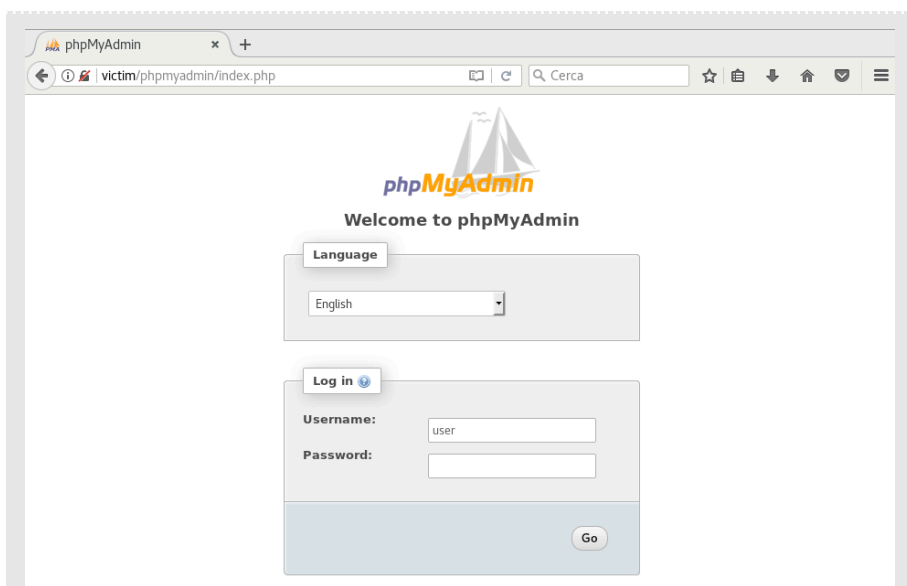 phpMyAdmin
victim/phpmyadmin/index.php
Cerca
phpMyAdmin
Welcome to phpMyAdmin
Language
English
Log in
Username:
user
Password:
Go